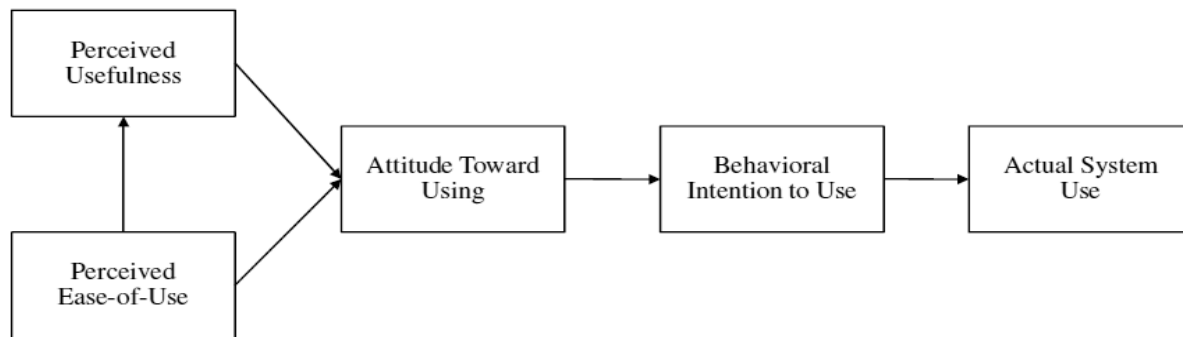 Perceived
Usefulness
Attitude Toward
Using
Behavioral
Intention to Use
Actual System
Use
Perceived
Ease-of-Use